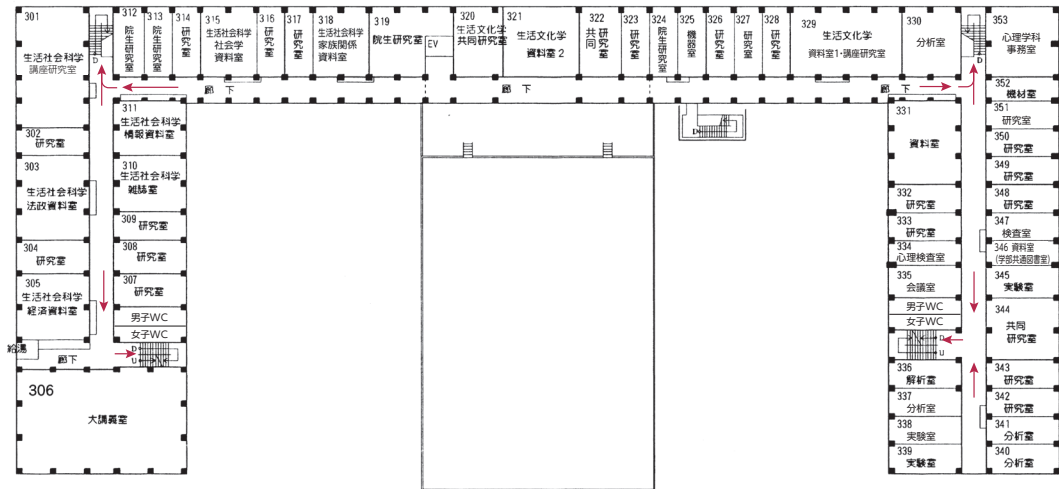 301
生活社会科学
講座研究室
D
302
研究室
303
生活社会科学
法政資料室
304
研究室
305
生活社会科学
経済資料室
給湯
廊下
306
大講義室
312
院生研究室
313
院生研究室
314
研究室
315
生活社会科学
社会学
資料室
316
研究室
317
研究室
318
生活社会科学
家族関係
資料室
319
院生研究室
EV
320
生活文化学
共同研究室
321
生活文化学
資料室2
322
共同研究室
323
研究室
324
院生研究室
325
機器室
326
研究室
327
研究室
328
研究室
329
生活文化学
資料室1・講座研究室
330
分析室
353
心理学科
事務室
D
廊下
廊下
廊下
311
生活社会科学
情報資料室
310
生活社会科学
雑誌室
309
研究室
308
研究室
307
研究室
男子WC
女子WC
D
U
D
331
資料室
332
研究室
333
研究室
334
心理検査室
335
会議室
男子WC
女子WC
D
U
336
解析室
337
分析室
338
実験室
339
実験室
352
機材室
351
研究室
350
研究室
349
研究室
348
研究室
347
検査室
346 資料室
(学部共通図書室)
345
実験室
344
共同
研究室
343
研究室
342
研究室
341
分析室
340
分析室